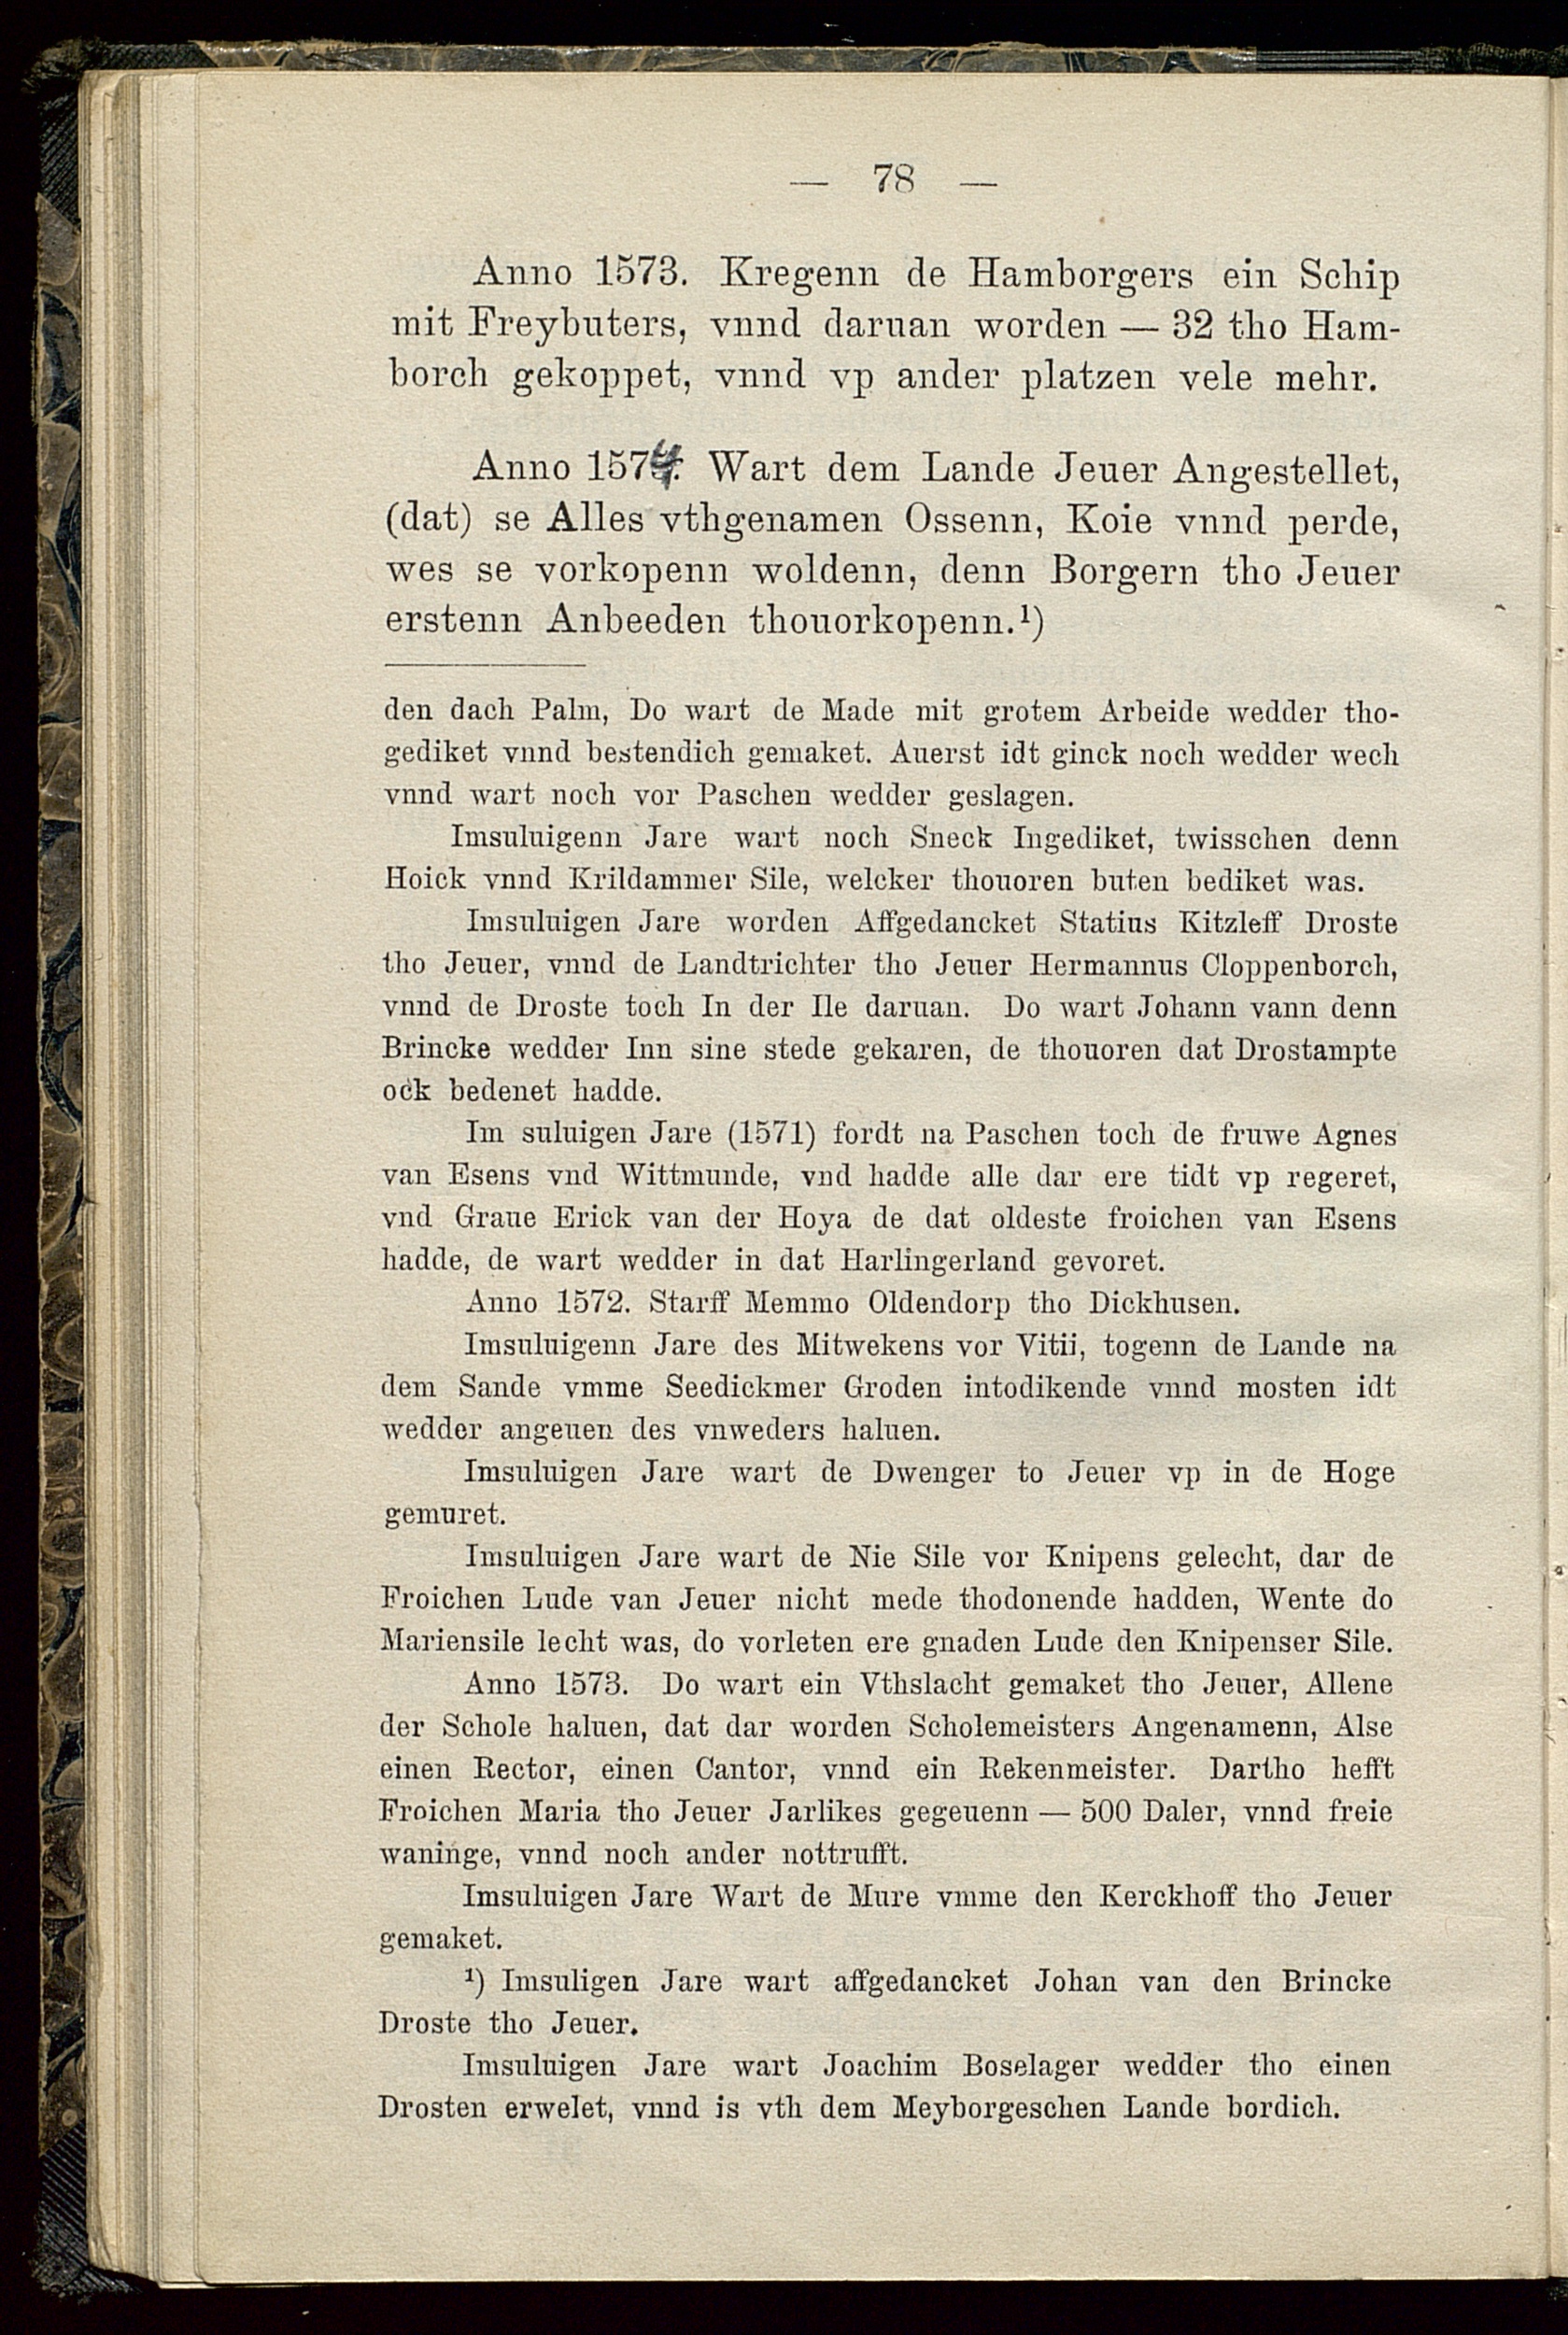 — 78 —
Anno 1573. Kregenn de Hamborgers ein Schip
mit Freybuters, vnnd daruan worden — 32 tho Ham-
borch gekoppet, vnnd vp ander platzen vele mehr.
Anno 1574. Wart dem Lande Jeuer Angestellet,
(dat) se Alles vthgenamen Ossenn, Koie vnnd perde,
wes se vorkopenn woldenn, denn Borgern tho Jeuer
erstenn Anbeeden thouorkopenn.¹)
den dach Palm, Do wart de Made mit grotem Arbeide wedder tho-
gediket vnnd bestendich gemaket. Auerst idt ginck noch wedder wech
vnnd wart noch vor Paschen wedder geslagen.
Imsuluigenn Jare wart noch Sneck Ingediket, twisschen denn
Hoick vnnd Krildammer Sile, welcker thouoren buten bediket was.
Imsuluigen Jare worden Affgedancket Statius Kitzleff Droste
tho Jeuer, vnnd de Landtrichter tho Jeuer Hermannus Cloppenborch,
vnnd de Droste toch In der Ile daruan. Do wart Johann vann denn
Brincke wedder Inn sine stede gekaren, de thouoren dat Drostampte
ock bedenet hadde.
Im suluigen Jare (1571) fordt na Paschen toch de fruwe Agnes
van Esens vnd Wittmunde, vnd hadde alle dar ere tidt vp regeret,
vnd Graue Erick van der Hoya de dat oldeste froichen van Esens
hadde, de wart wedder in dat Harlingerland gevoret.
Anno 1572. Starff Memmo Oldendorp tho Dickhusen.
Imsuluigenn Jare des Mitwekens vor Vitii, togenn de Lande na
dem Sande vmme Seedickmer Groden intodikende vnnd mosten idt
wedder angeuen des vnweders haluen.
Imsuluigen Jare wart de Dwenger to Jeuer vp in de Hoge
gemuret.
Imsuluigen Jare wart de Nie Sile vor Knipens gelecht, dar de
Froichen Lude van Jeuer nicht mede thodonende hadden, Wente do
Mariensile lecht was, do vorleten ere gnaden Lude den Knipenser Sile.
Anno 1573. Do wart ein Vthslacht gemaket tho Jeuer, Allene
der Schole haluen, dat dar worden Scholemeisters Angenamenn, Alse
einen Rector, einen Cantor, vnnd ein Rekenmeister. Dartho hefft
Froichen Maria tho Jeuer Jarlikes gegeuenn — 500 Daler, vnnd freie
waninge, vnnd noch ander nottrufft.
Imsuluigen Jare Wart de Mure vmme den Kerckhoff tho Jeuer
gemaket.
¹) Imsuligen Jare wart affgedancket Johan van den Brincke
Droste tho Jeuer.
Imsuluigen Jare wart Joachim Boselager wedder tho einen
Drosten erwelet, vnnd is vth dem Meyborgeschen Lande bordich.